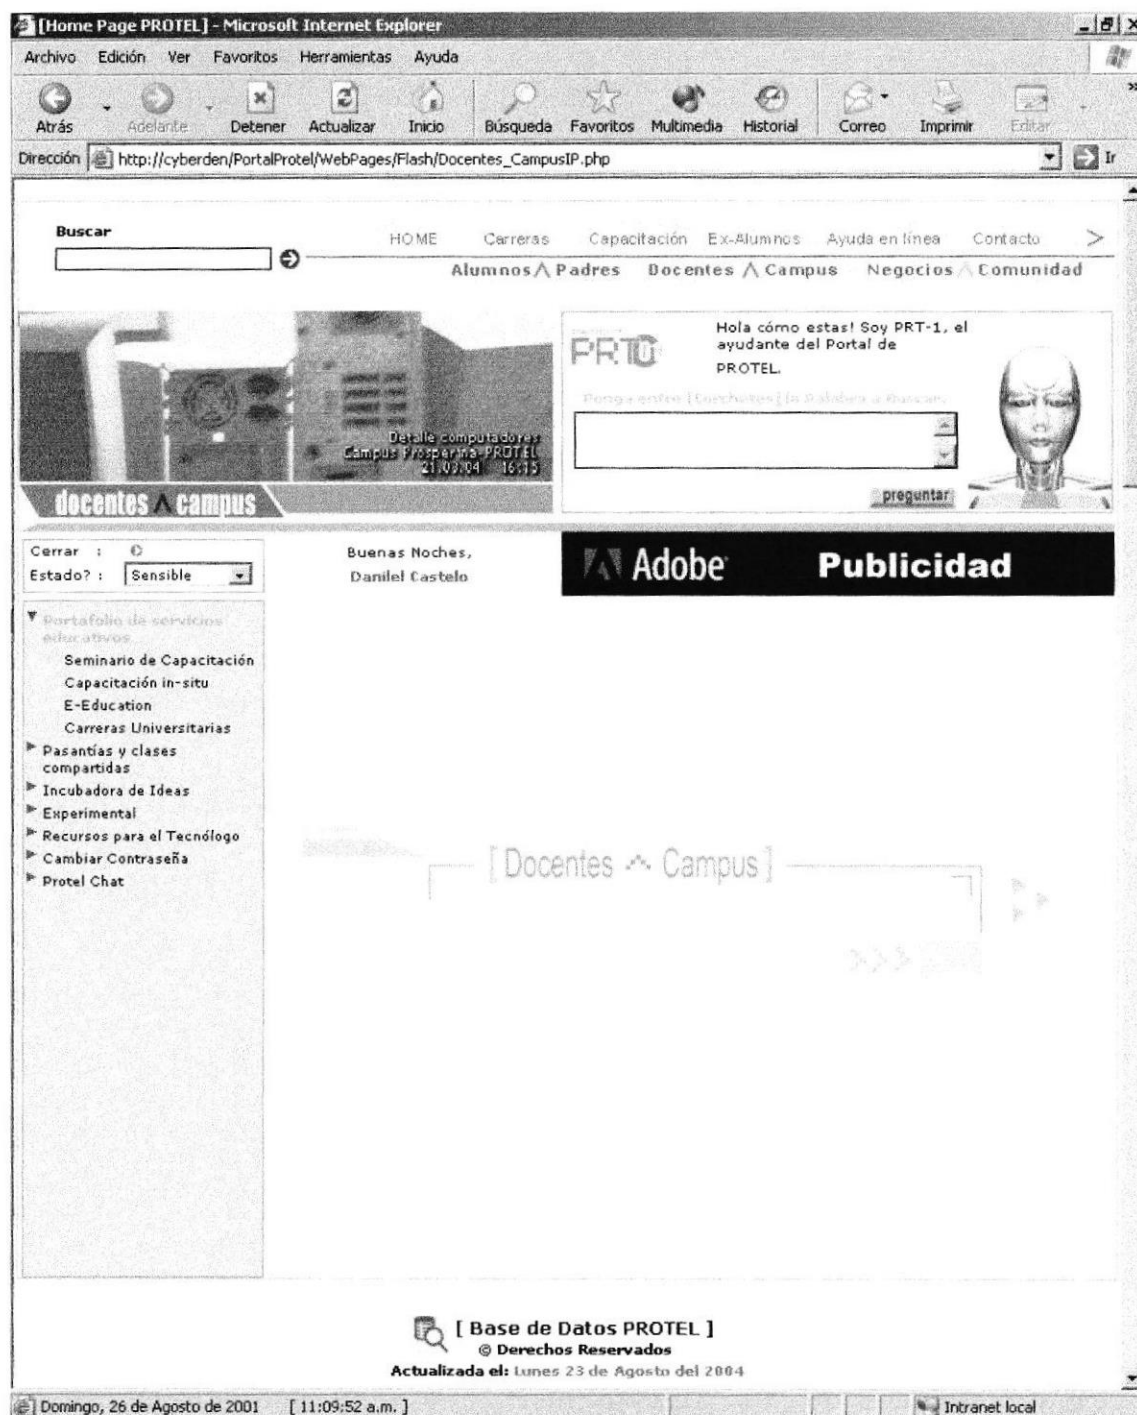 [Home Page PROTEL] - Microsoft Internet Explorer
Archivo Edición Ver Favoritos Herramientas Ayuda
Atrás Adelante Detener Actualizar Inicio Búsqueda Favoritos Multimedia Historial Correo Imprimir Editar
Dirección http://cyberden/PortalProtel/WebPages/Flash/Docentes_CampusIP.php Ir
Buscar
HOME Carreras Capacitación Ex-Alumnos Ayuda en línea Contacto >
Alumnos Padres Docentes Campus Negocios Comunidad
Hola cómo estas! Soy PRT-1, el
ayudante del Portal de
PROTEL.
Ponga entre [Corchetes] la Palabra a Buscar.
Detalle computadores
Campus Prosperina-PROTEL
21.03.04 16:15
preguntar
docentes campus
Cerrar :
Estado? : Sensible
Buenas Noches,
Danilel Castelo
Adobe Publicidad
Portafolio de servicios
educativos
Seminario de Capacitación
Capacitación in-situ
E-Education
Carreras Universitarias
Pasantías y clases
compartidas
Incubadora de Ideas
Experimental
Recursos para el Tecnólogo
Cambiar Contraseña
Protel Chat
[ Docentes Campus ]
[ Base de Datos PROTEL ]
© Derechos Reservados
Actualizada el: Lunes 23 de Agosto del 2004
Domingo, 26 de Agosto de 2001 [ 11:09:52 a.m. ] Intranet local